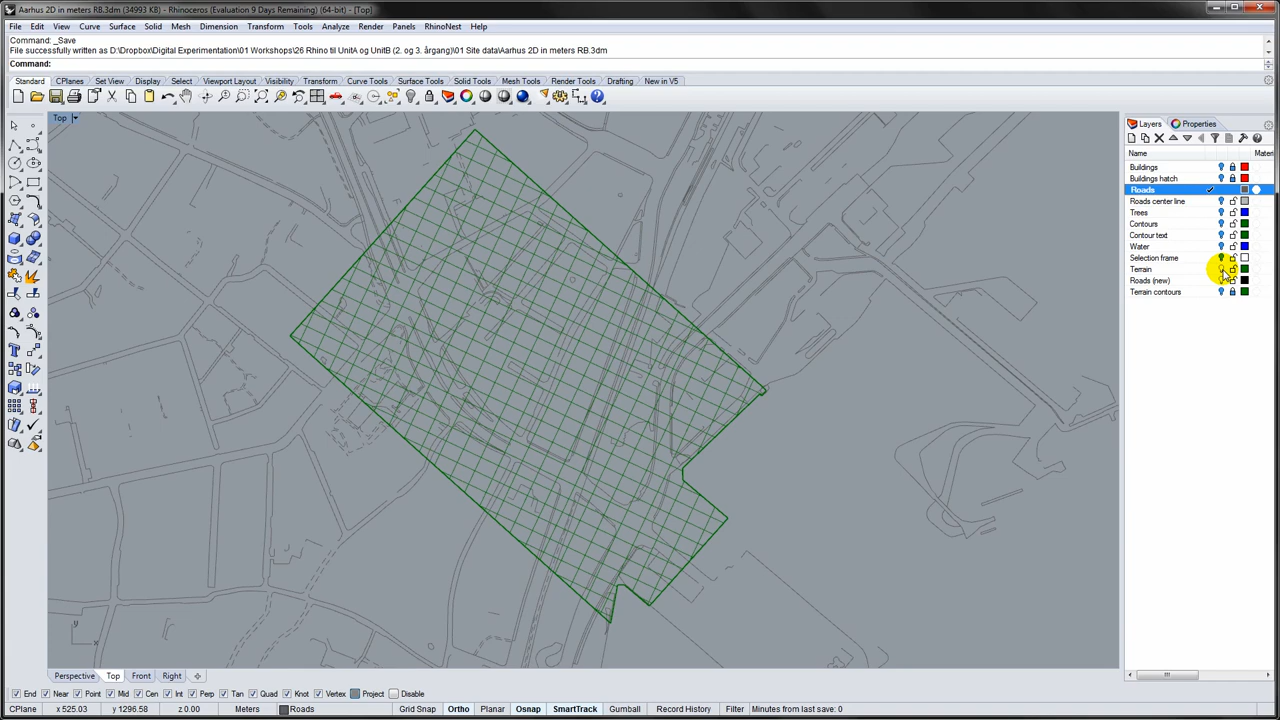 Aarhus 2D in meters RB.3dm (34993 KB) - Rhinoceros (Evaluation 9 Days Remaining) (64-bit) - [Top]
File Edit View Curve Surface Solid Mesh Dimension Transform Tools Analyze Render Panels RhinoNest Help
Command: _Save
File successfully written as D:\Dropbox\Digital Experimentation\01 Workshops\26 Rhino til UnitA og UnitB (2. og 3. årgang)\01 Site data\Aarhus 2D in meters RB.3dm
Command:
Standard CPlanes Set View Display Select Viewport Layout Visibility Transform Curve Tools Surface Tools Solid Tools Mesh Tools Render Tools Drafting New in V5
Top
Layers Properties
Name Materi
Buildings
Buildings hatch
Roads
Roads center line
Trees
Contours
Contour text
Water
Selection frame
Terrain
Roads (new)
Terrain contours
y
x
Perspective Top Front Right
End Near Point Mid Cen Int Perp Tan Quad Knot Vertex Project Disable
CPlane x 525.03 y 1296.58 z 0.00 Meters Roads Grid Snap Ortho Planar Osnap SmartTrack Gumball Record History Filter Minutes from last save: 0